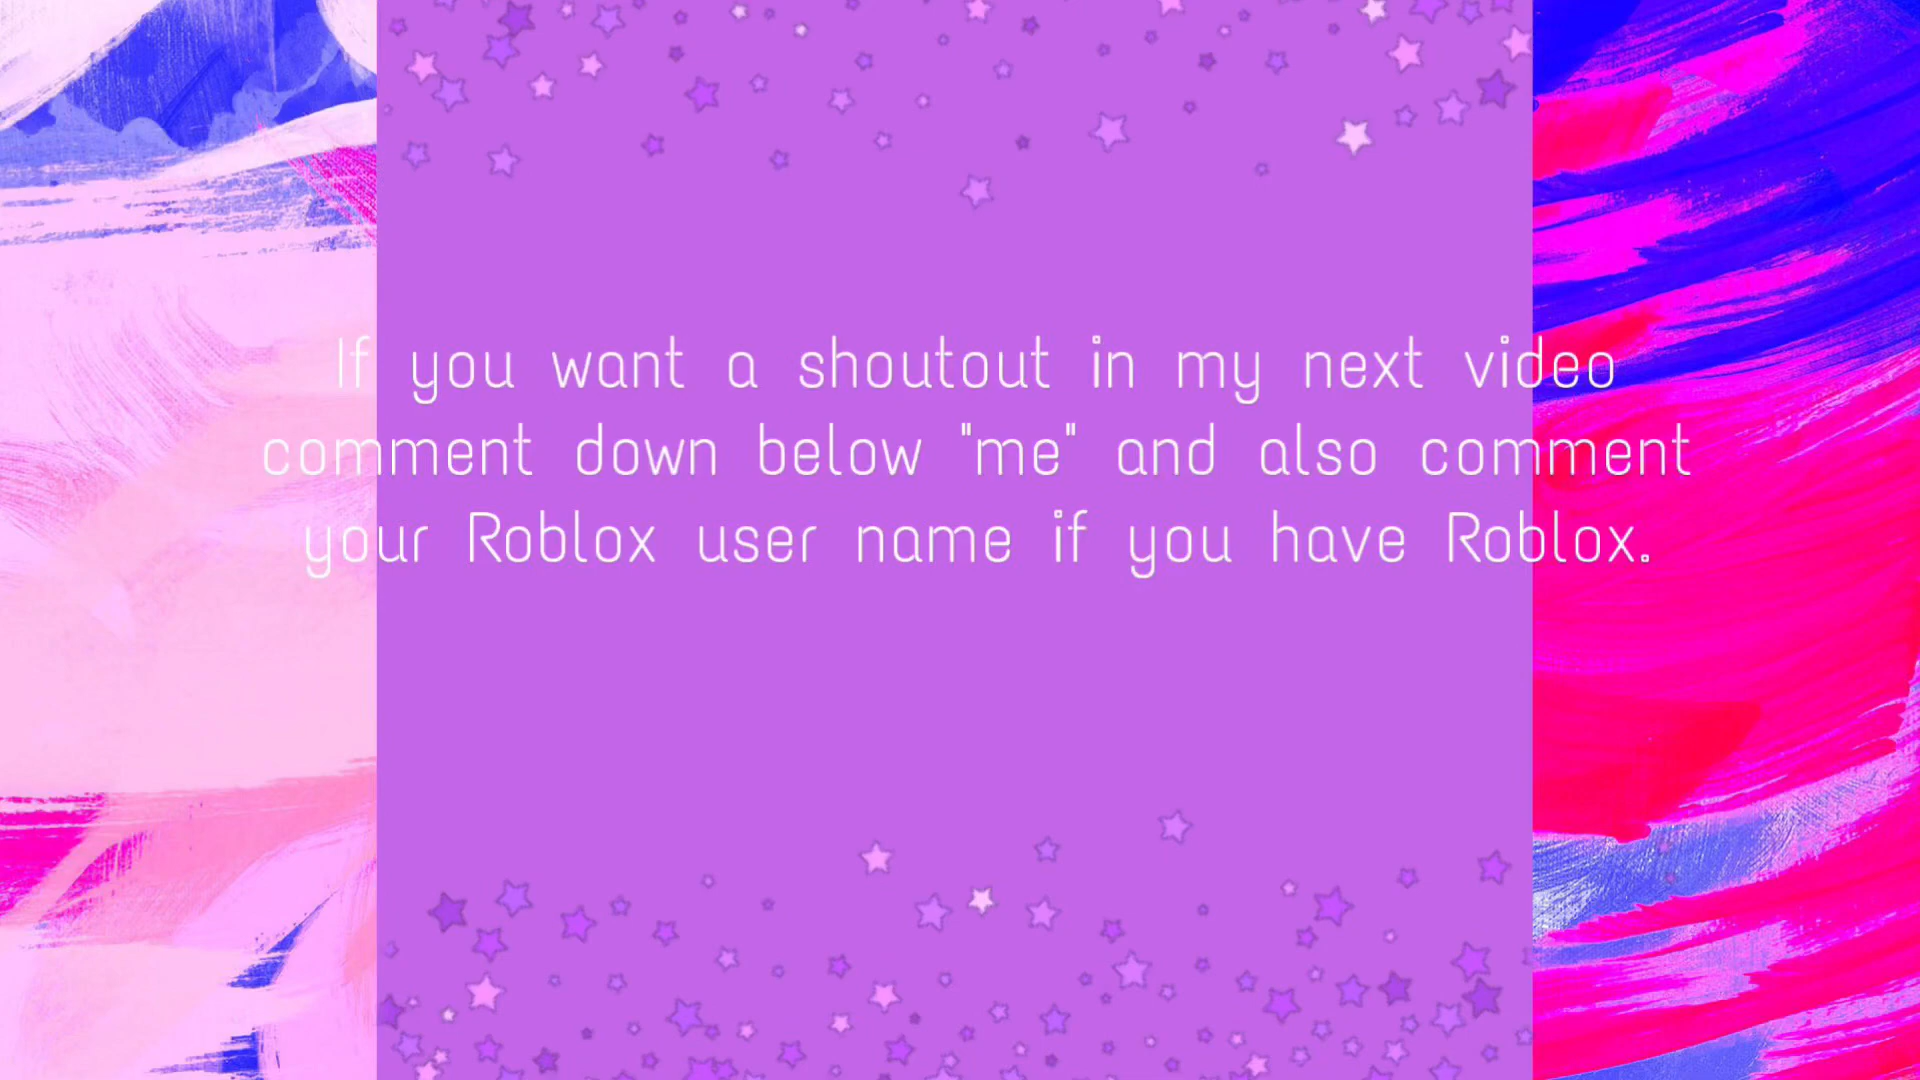 If you want a shoutout in my next video
comment down below "me" and also comment
your Roblox user name if you have Roblox.